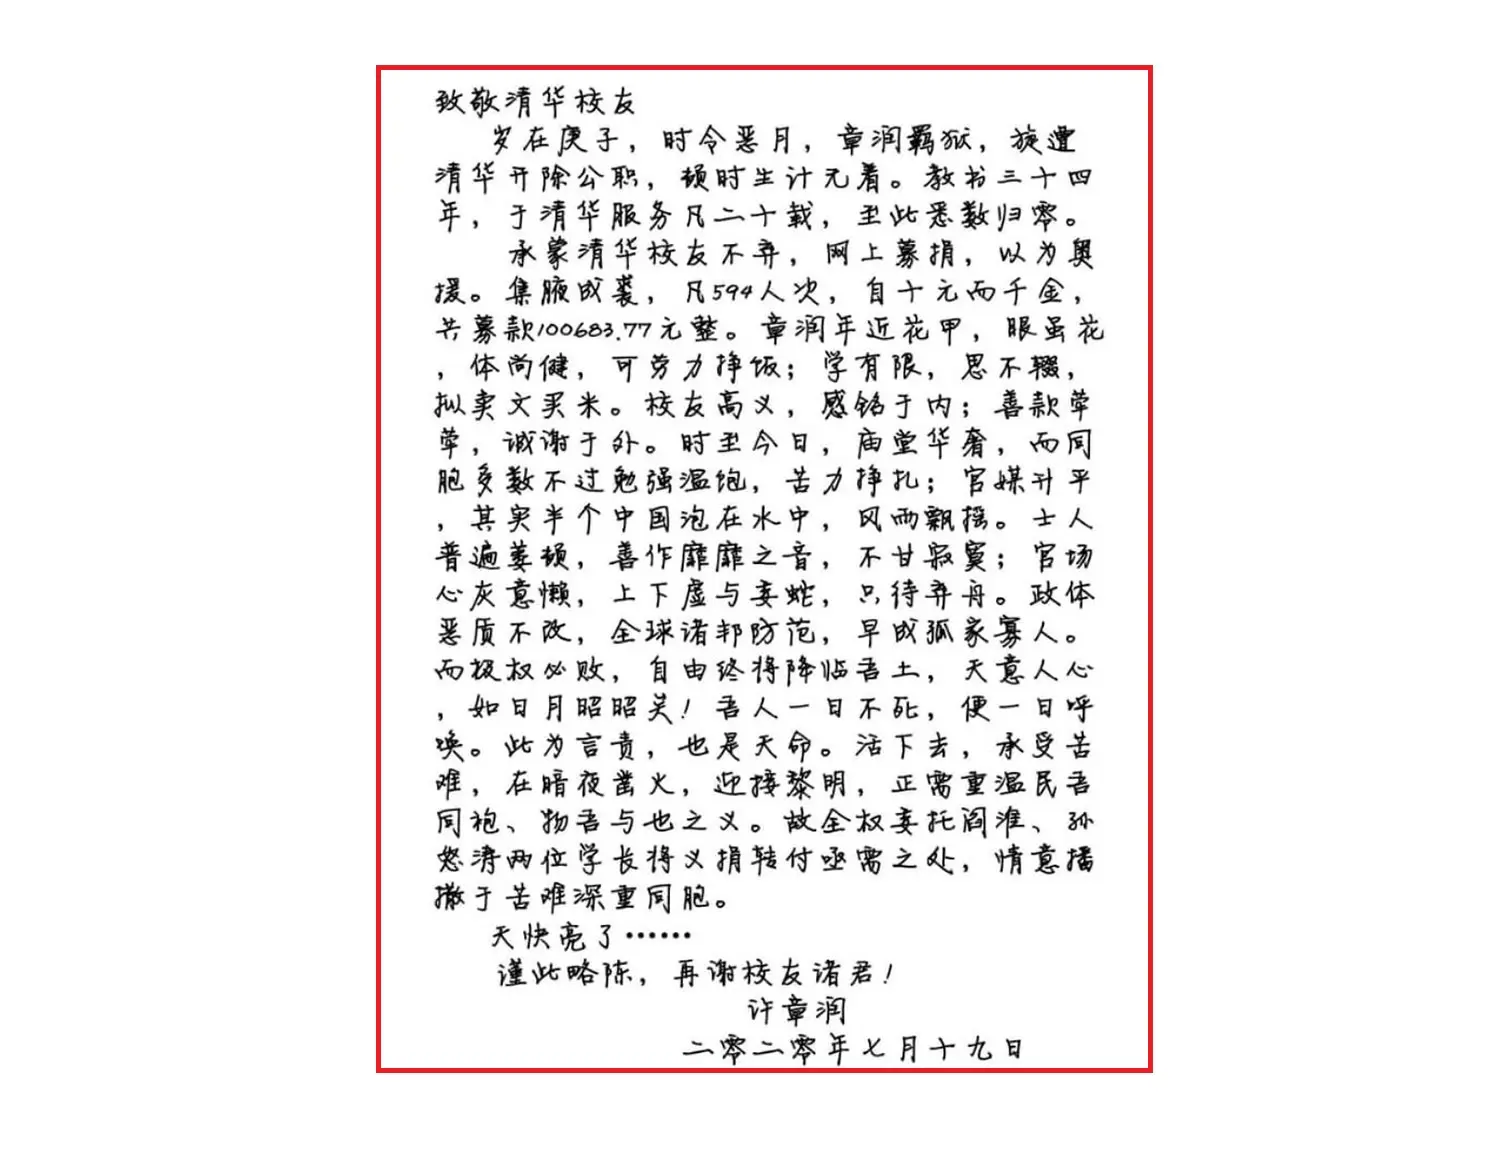 致敬清华校友
岁在庚子，时令恶月，章润羁狱，旋遭
清华开除公职，顿时生计无着。教书三十四
年，于清华服务凡二十载，至此悉数归零。
承蒙清华校友不弃，网上募捐，以为奥
援。集腋成裘，凡594人次，自十元而千金，
共募款100683.77元整。章润年近花甲，眼虽花
，体尚健，可劳力挣饭；学有限，思不辍，
拟卖文买米。校友高义，感铭于内；善款荦
荦，诚谢于外。时至今日，庙堂华奢，而同
胞多数不过勉强温饱，苦力挣扎；官媒升平
，其实半个中国泡在水中，风雨飘摇。士人
普遍萎顿，善作靡靡之音，不甘寂寞；官场
心灰意懒，上下虚与委蛇，只待弃舟。政体
恶质不改，全球诸邦防范，早成孤家寡人。
而极权必败，自由终将降临吾土，天意人心
，如日月昭昭矣！吾人一日不死，便一日呼
唤。此为言责，也是天命。活下去，承受苦
难，在暗夜凿火，迎接黎明，正需重温民吾
同袍、物吾与也之义。故全权委托阎淮、孙
怒涛两位学长将义捐转付亟需之处，情意播
撒于苦难深重同胞。
天快亮了……
谨此略陈，再谢校友诸君！
许章润
二零二零年七月十九日